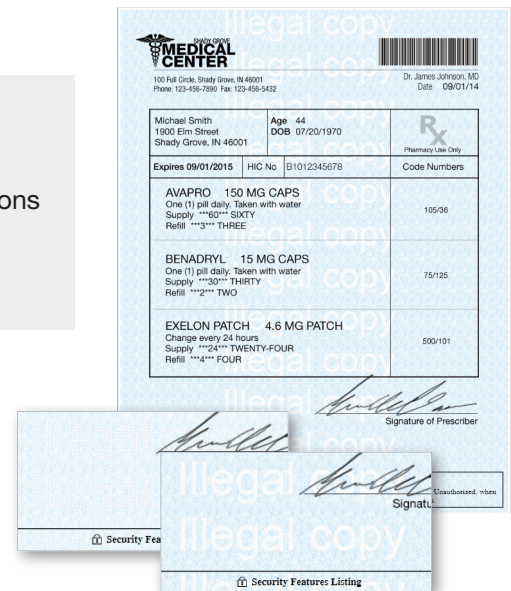 ons
Illegal copy
SHADY GROVE
MEDICAL
CENTER
100 Full Circle, Shady Grove, IN 46001
Phone: 123-456-7890 Fax: 123-456-5432
Dr. James Johnson, MD
Date 09/01/14
Michael Smith
1900 Elm Street
Shady Grove, IN 46001
Age 44
DOB 07/20/1970
Rx
Pharmacy Use Only
Expires 09/01/2015 HIC No B1012345678 Code Numbers
AVAPRO 150 MG CAPS
One (1) pill daily. Taken with water
Supply ***60*** SIXTY
Refill ***3*** THREE
105/36
BENADRYL 15 MG CAPS
One (1) pill daily. Taken with water
Supply ***30*** THIRTY
Refill ***2*** TWO
75/125
EXELON PATCH 4.6 MG PATCH
Change every 24 hours
Supply ***24*** TWENTY-FOUR
Refill ***4*** FOUR
500/101
Illegal copy
Signature of Prescriber
Unauthorized, when
Security Fea
Illegal
Signatu
Illegal copy
Security Features Listing